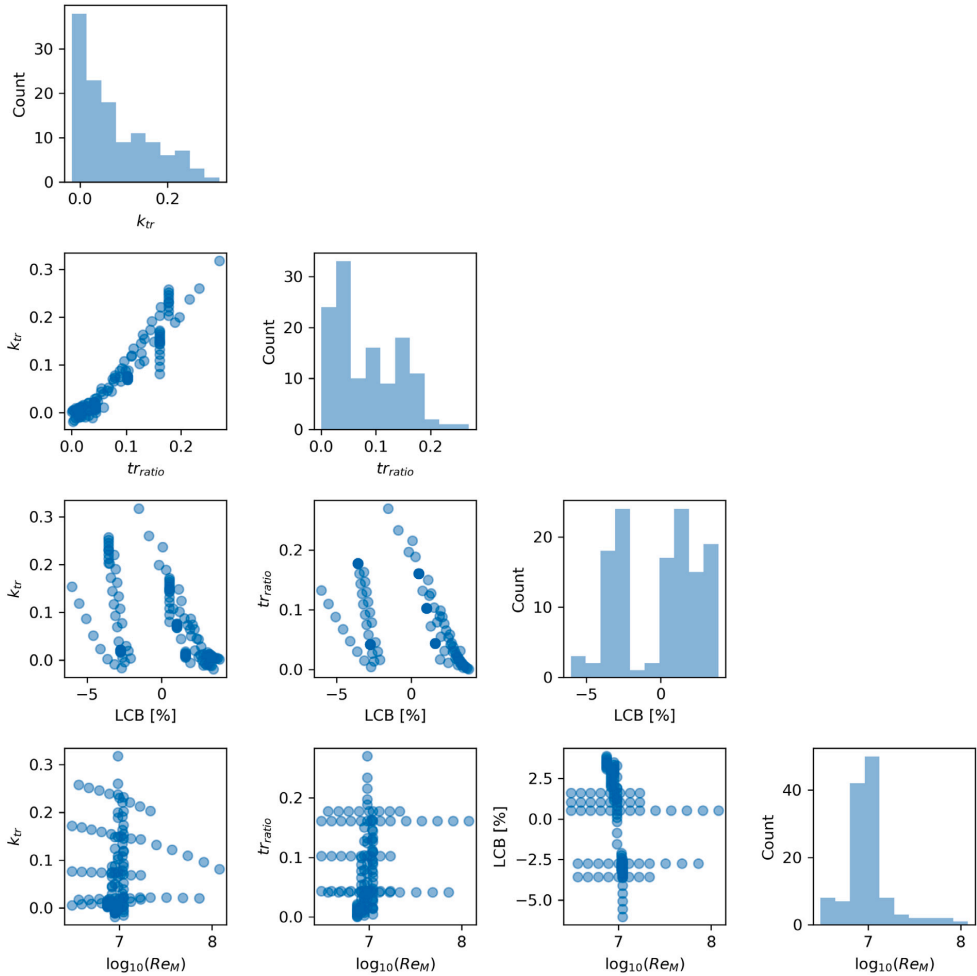 Count
30
20
10
0
0.0
0.2
k_tr
k_tr
0.3
0.2
0.1
0.0
0.0
0.1
0.2
tr_ratio
Count
30
20
10
0
0.0
0.1
0.2
tr_ratio
k_tr
0.3
0.2
0.1
0.0
−5
0
LCB [%]
tr_ratio
0.2
0.1
0.0
−5
0
LCB [%]
Count
20
10
0
−5
0
LCB [%]
k_tr
0.3
0.2
0.1
0.0
7
8
log₁₀(Re_M)
tr_ratio
0.2
0.1
0.0
7
8
log₁₀(Re_M)
LCB [%]
2.5
0.0
−2.5
−5.0
7
8
log₁₀(Re_M)
Count
40
20
0
7
8
log₁₀(Re_M)